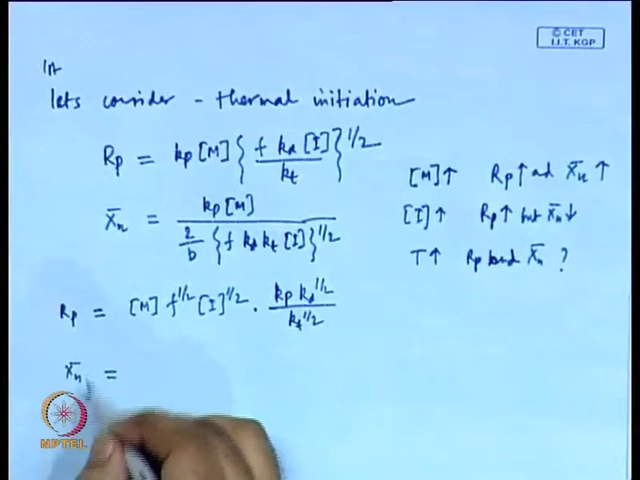 © CET
I.I.T. KGP
In
lets consider - thermal initiation
Rp = kp [M] { f kd [I] / kt }^1/2
[M]↑ Rp↑ and X̄n ↑
X̄n = kp [M] / 2/b { f kd kt [I] }^1/2
[I]↑ Rp↑ but X̄n↓
T↑ Rp and X̄n ?
Rp = [M] f^1/2 [I]^1/2 . kp kd^1/2 / kt^1/2
X̄n =
NPTEL